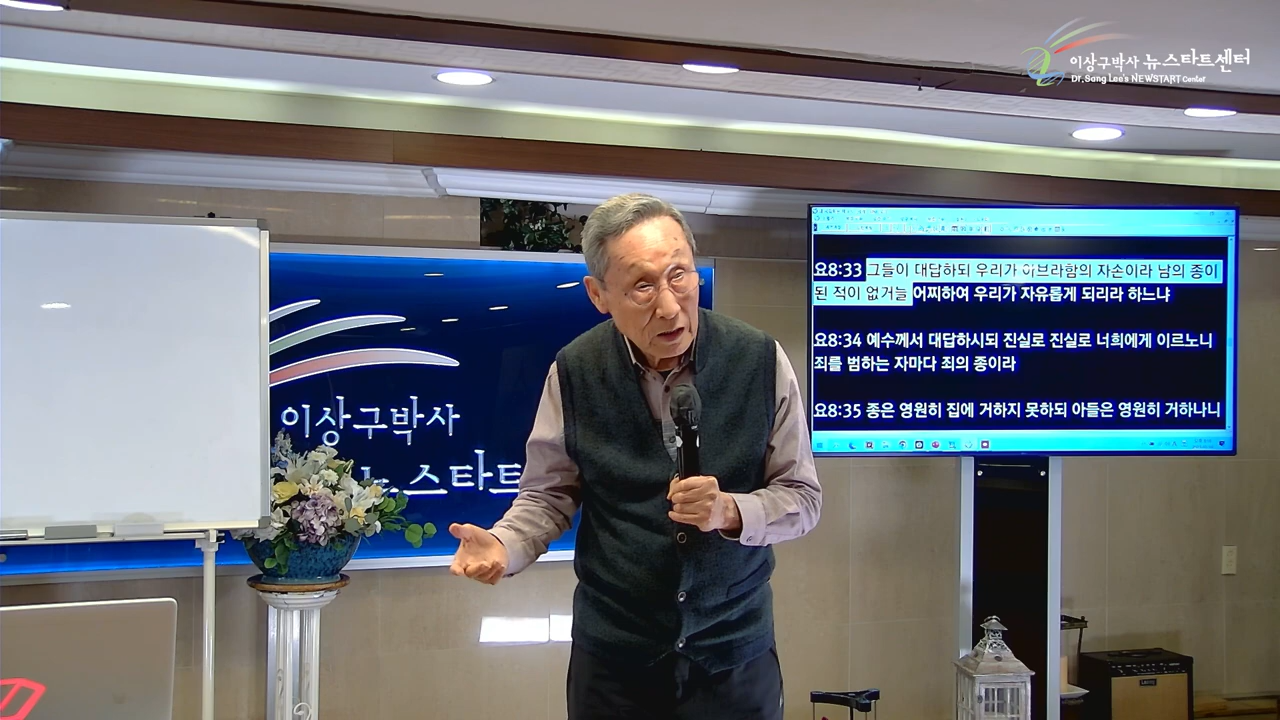 이상구박사 뉴스타트센터
Dr. Sang Lee's NEWSTART Center
요8:33 그들이 대답하되 우리가 아브라함의 자손이라 남의 종이
된 적이 없거늘 어찌하여 우리가 자유롭게 되리라 하느냐
요8:34 예수께서 대답하시되 진실로 진실로 너희에게 이르노니
죄를 범하는 자마다 죄의 종이라
요8:35 종은 영원히 집에 거하지 못하되 아들은 영원히 거하나니
이상구박사
스타트